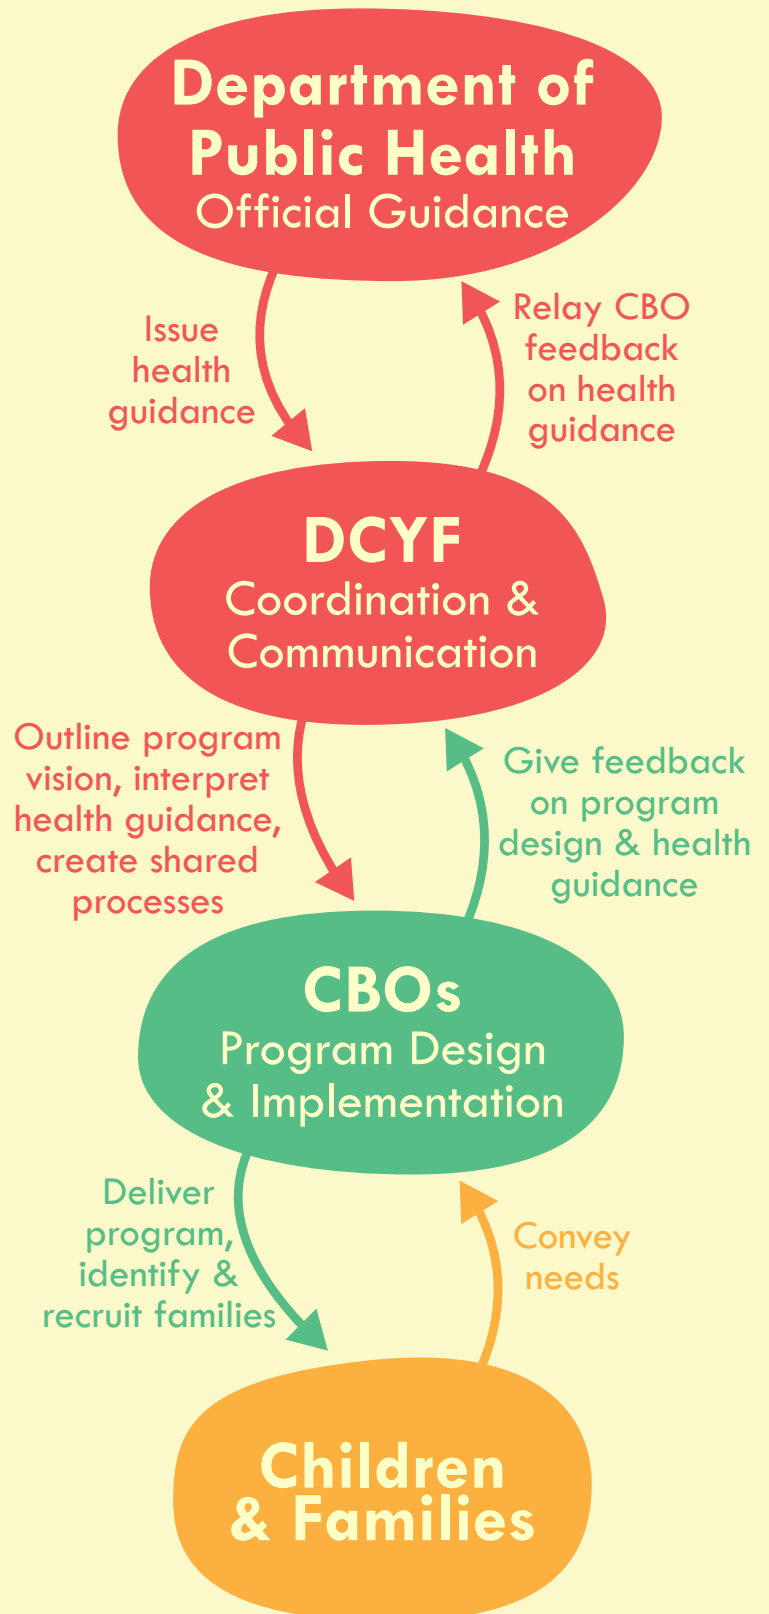 Department of
Public Health
Official Guidance
Issue
health
guidance
Relay CBO
feedback
on health
guidance
DCYF
Coordination &
Communication
Outline program
vision, interpret
health guidance,
create shared
processes
Give feedback
on program
design & health
guidance
CBOs
Program Design
& Implementation
Deliver
program,
identify &
recruit families
Convey
needs
Children
& Families